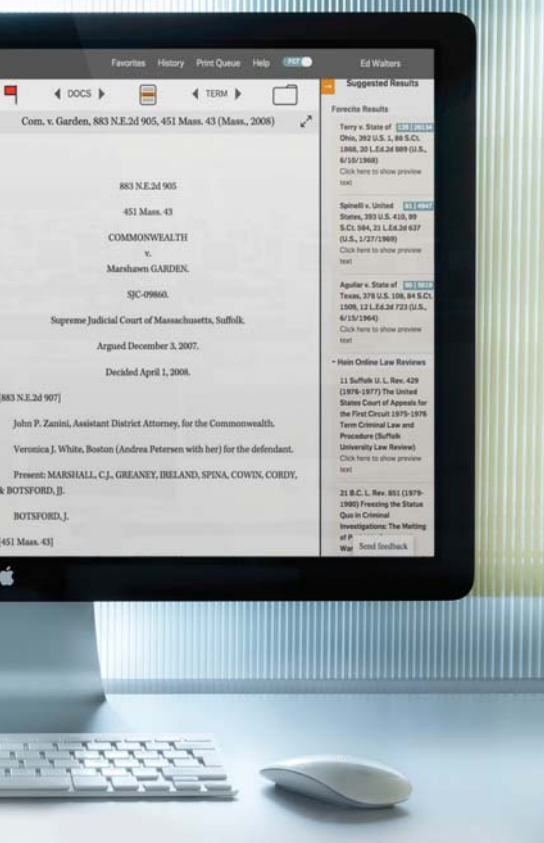 Favorites History Print Queue Help Ed Walters
DOCS TERM
Suggested Results
Com. v. Garden, 883 N.E.2d 905, 451 Mass. 43 (Mass., 2008)
883 N.E.2d 905
451 Mass. 43
COMMONWEALTH
v.
Marshawn GARDEN.
SJC-09860.
Supreme Judicial Court of Massachusetts, Suffolk.
Argued December 3, 2007.
Decided April 1, 2008.
[883 N.E.2d 907]
John P. Zanini, Assistant District Attorney, for the Commonwealth.
Veronica J. White, Boston (Andrea Petersen with her) for the defendant.
Present: MARSHALL, C.J., GREANEY, IRELAND, SPINA, COWIN, CORDY,
& BOTSFORD, JJ.
BOTSFORD, J.
[451 Mass. 43]
Forecite Results
Terry v. State of
Ohio, 392 U.S. 1, 88 S.Ct.
1868, 20 L.Ed.2d 889 (U.S.,
6/10/1968)
Click here to show preview
text
Spinelli v. United
States, 393 U.S. 410, 89
S.Ct. 584, 21 L.Ed.2d 637
(U.S., 1/27/1969)
Click here to show preview
text
Aguilar v. State of
Texas, 378 U.S. 108, 84 S.Ct.
1509, 12 L.Ed.2d 723 (U.S.,
6/15/1964)
Click here to show preview
text
Hein Online Law Reviews
11 Suffolk U. L. Rev. 429
(1976-1977) The United
States Court of Appeals for
the First Circuit 1975-1976
Term Criminal Law and
Procedure (Suffolk
University Law Review)
Click here to show preview
text
21 B.C. L. Rev. 851 (1979-
1980) Freezing the Status
Quo in Criminal
Investigations: The Melting
of P
War Send feedback